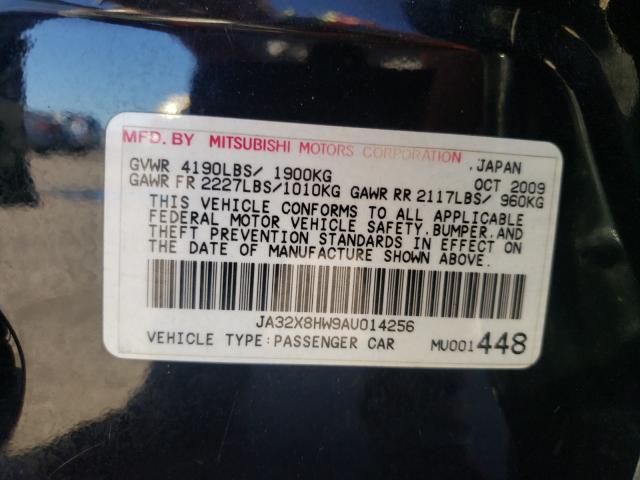 MFD. BY MITSUBISHI MOTORS CORPORATION, JAPAN
GVWR 4190LBS/ 1900KG OCT 2009
GAWR FR 2227LBS/1010KG GAWR RR 2117LBS/ 960KG
THIS VEHICLE CONFORMS TO ALL APPLICABLE
FEDERAL MOTOR VEHICLE SAFETY, BUMPER, AND
THEFT PREVENTION STANDARDS IN EFFECT ON
THE DATE OF MANUFACTURE SHOWN ABOVE.
JA32X8HW9AU014256
VEHICLE TYPE:PASSENGER CAR MU001448